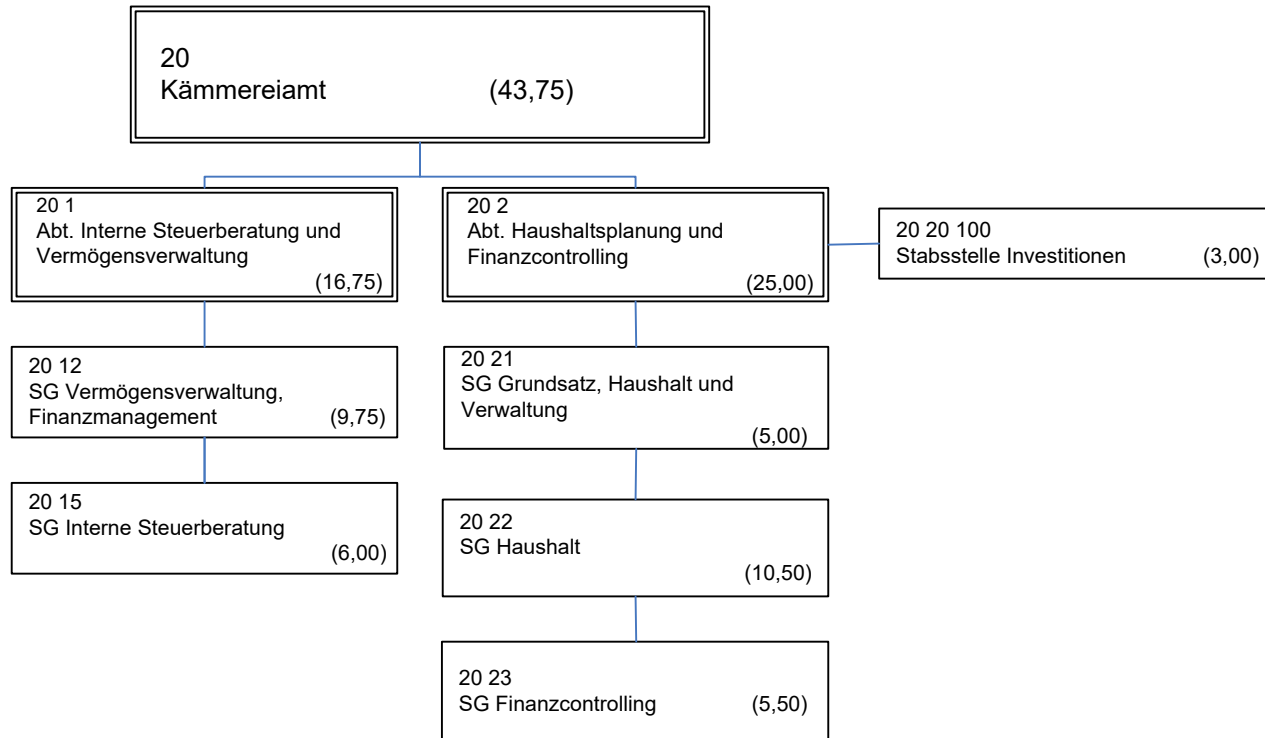 20
Kämmereiamt (43,75)
20 1
Abt. Interne Steuerberatung und
Vermögensverwaltung
(16,75)
20 2
Abt. Haushaltsplanung und
Finanzcontrolling
(25,00)
20 20 100
Stabsstelle Investitionen (3,00)
20 12
SG Vermögensverwaltung,
Finanzmanagement (9,75)
20 21
SG Grundsatz, Haushalt und
Verwaltung
(5,00)
20 15
SG Interne Steuerberatung
(6,00)
20 22
SG Haushalt
(10,50)
20 23
SG Finanzcontrolling (5,50)